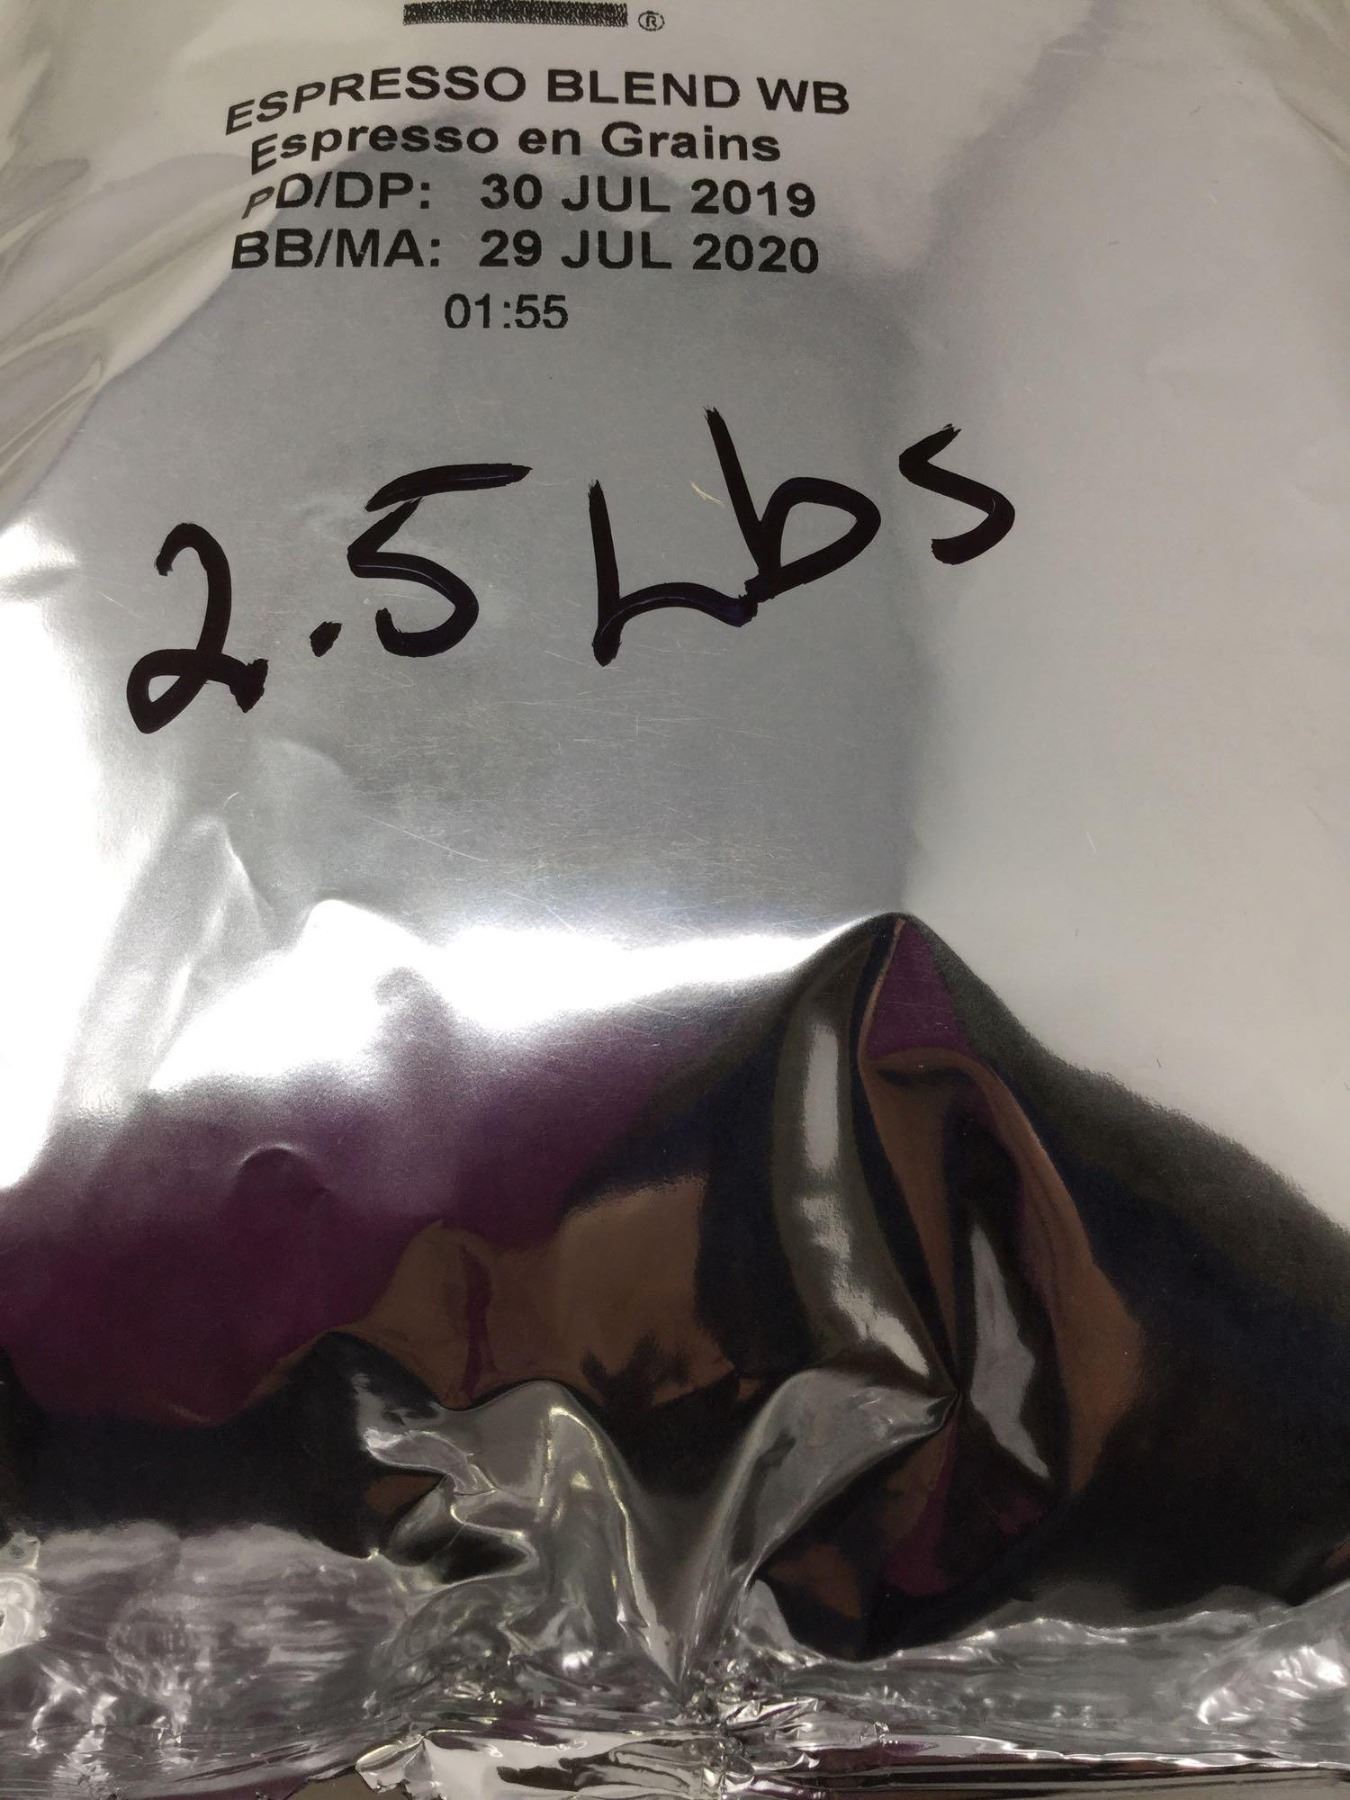 ®
ESPRESSO BLEND WB
Espresso en Grains
PD/DP: 30 JUL 2019
BB/MA: 29 JUL 2020
01:55
2.5 Lbs